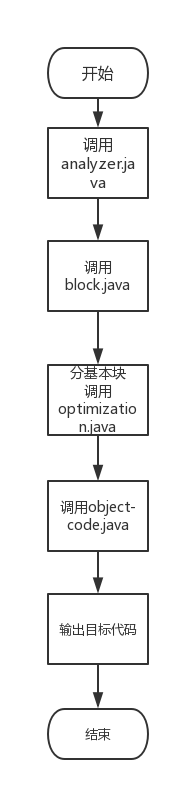 开始
调用
analyzer.ja
va
调用
block.java
分基本块
调用
optimizatio
n.java
调用object-
code.java
输出目标代码
结束